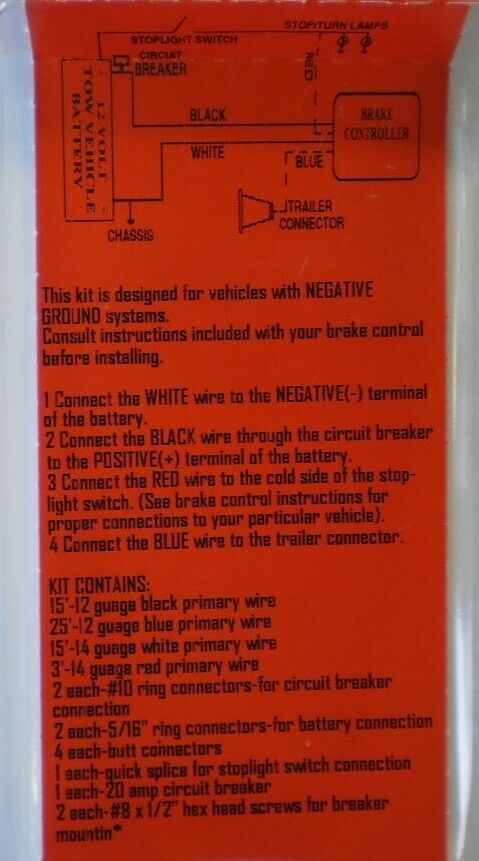 STOP/TURN LAMPS
STOPLIGHT SWITCH
CIRCUIT
BREAKER
RED
12 VOLT
TOW VEHICLE
BATTERY
BLACK
BRAKE
CONTROLLER
WHITE
BLUE
TRAILER
CONNECTOR
CHASSIS
This kit is designed for vehicles with NEGATIVE
GROUND systems.
Consult instructions included with your brake control
before installing.
1 Connect the WHITE wire to the NEGATIVE(-) terminal
of the battery.
2 Connect the BLACK wire through the circuit breaker
to the POSITIVE(+) terminal of the battery.
3 Connect the RED wire to the cold side of the stop-
light switch. (See brake control instructions for
proper connections to your particular vehicle).
4 Connect the BLUE wire to the trailer connector.
KIT CONTAINS:
15'-12 guage black primary wire
25'-12 guage blue primary wire
15'-14 guage white primary wire
3'-14 guage red primary wire
2 each-#10 ring connectors-for circuit breaker
connection
2 each-5/16" ring connectors-for battery connection
4 each-butt connectors
1 each-quick splice for stoplight switch connection
1 each-20 amp circuit breaker
2 each-#8 x 1/2" hex head screws for breaker
mountin*